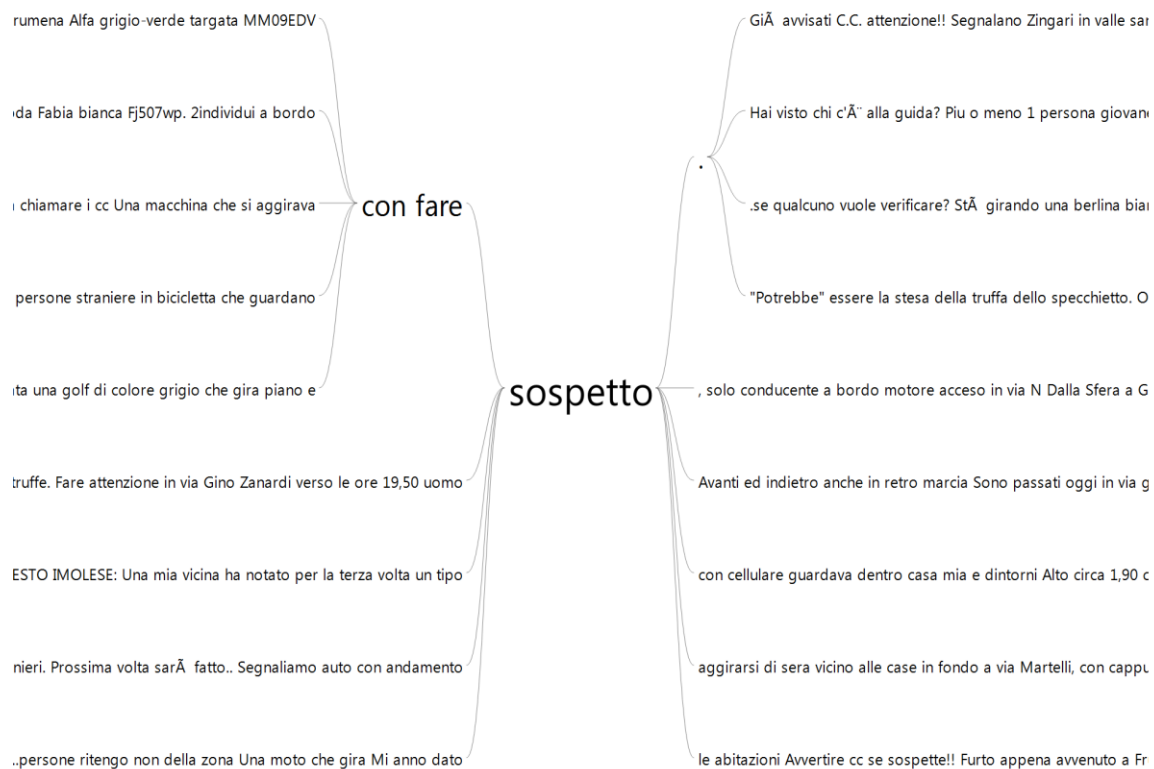 rumena Alfa grigio-verde targata MM09EDV
da Fabia bianca Fj507wp. 2individui a bordo
chiamare i cc Una macchina che si aggirava
persone straniere in bicicletta che guardano
ta una golf di colore grigio che gira piano e
con fare
truffe. Fare attenzione in via Gino Zanardi verso le ore 19,50 uomo
ESTO IMOLESE: Una mia vicina ha notato per la terza volta un tipo
nieri. Prossima volta sarÃ fatto.. Segnaliamo auto con andamento
..persone ritengo non della zona Una moto che gira Mi anno dato
sospetto
.
GiÃ avvisati C.C. attenzione!! Segnalano Zingari in valle sar
Hai visto chi c'Ã¨ alla guida? Piu o meno 1 persona giovane
.se qualcuno vuole verificare? StÃ girando una berlina bian
"Potrebbe" essere la stesa della truffa dello specchietto. O
, solo conducente a bordo motore acceso in via N Dalla Sfera a G
Avanti ed indietro anche in retro marcia Sono passati oggi in via g
con cellulare guardava dentro casa mia e dintorni Alto circa 1,90 c
aggirarsi di sera vicino alle case in fondo a via Martelli, con cappu
le abitazioni Avvertire cc se sospette!! Furto appena avvenuto a Fr